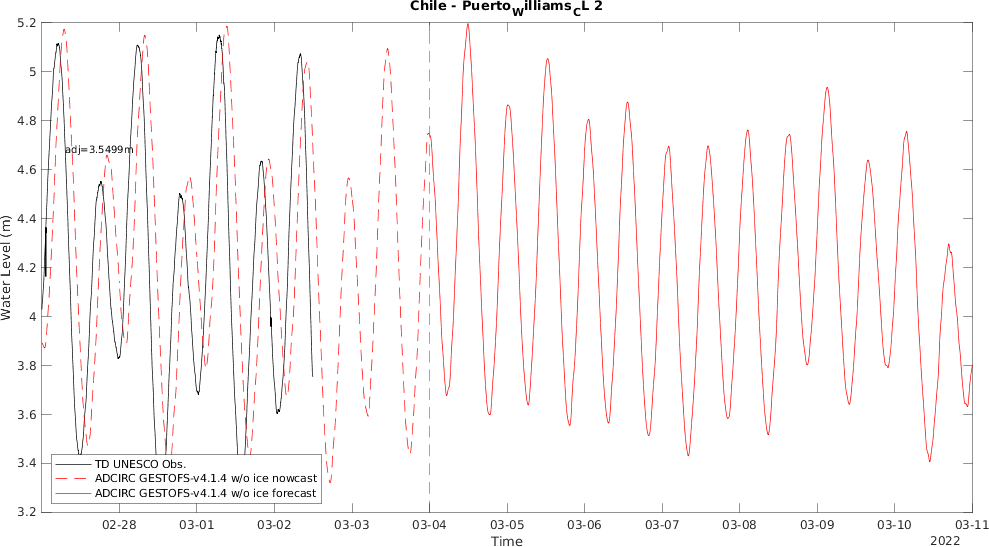 Chile - PuertoWilliamsCL 2
5.2
5
4.8
4.6
4.4
4.2
4
3.8
3.6
3.4
3.2
Water Level (m)
adj=3.5499m
TD UNESCO Obs.
ADCIRC GESTOFS-v4.1.4 w/o ice nowcast
ADCIRC GESTOFS-v4.1.4 w/o ice forecast
02-28 03-01 03-02 03-03 03-04 03-05 03-06 03-07 03-08 03-09 03-10 03-11
Time
2022